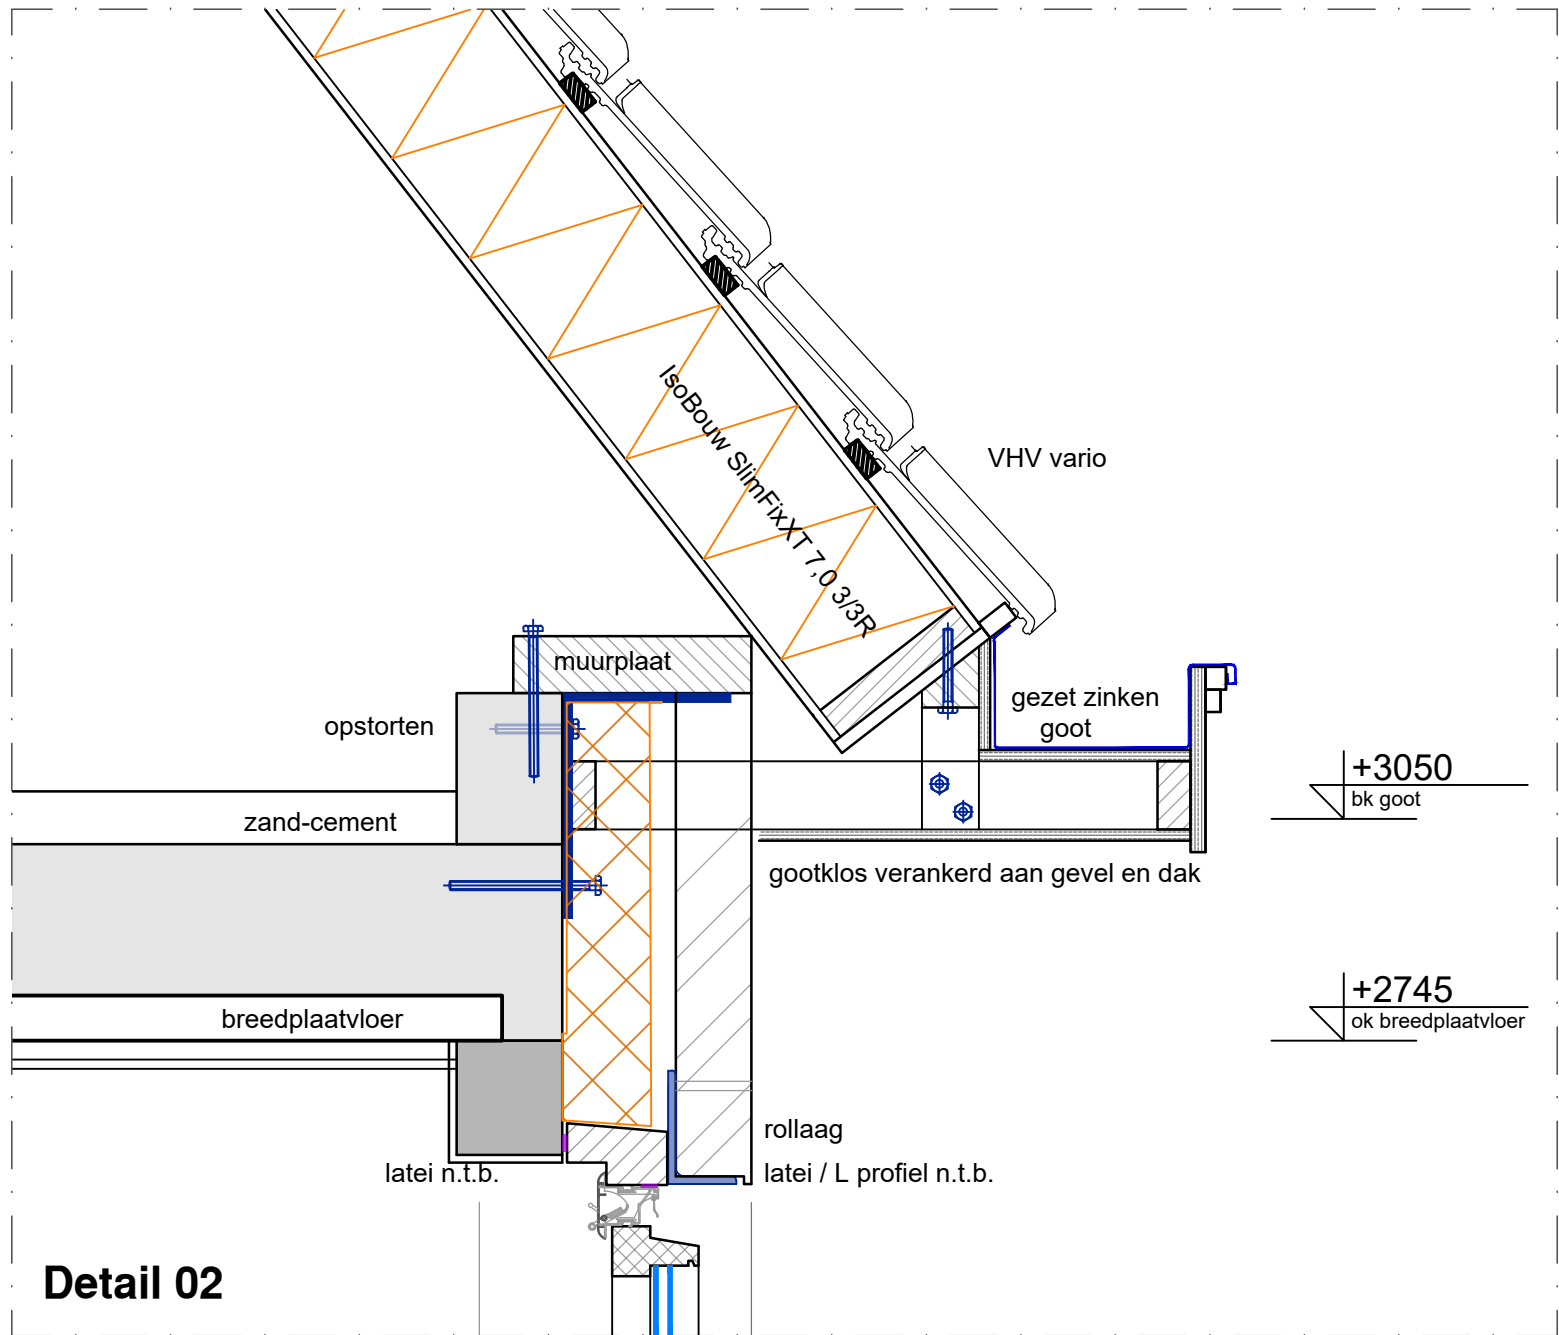 IsoBouw SlimFixXT 7,0 3/3R
VHV vario
muurplaat
gezet zinken
goot
opstorten
+3050
bk goot
zand-cement
gootklos verankerd aan gevel en dak
+2745
ok breedplaatvloer
breedplaatvloer
rollaag
latei n.t.b.
latei / L profiel n.t.b.
Detail 02